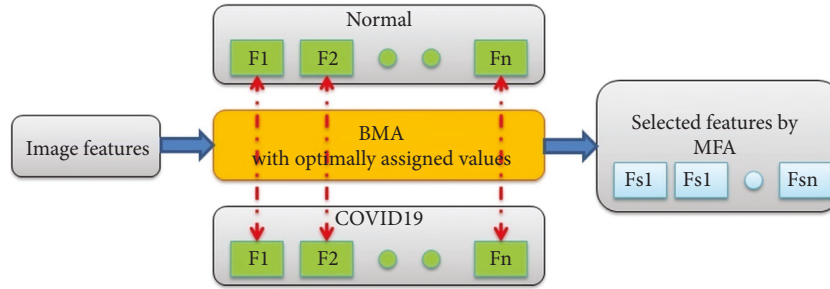 Normal
F1 F2 Fn
Image features
BMA
with optimally assigned values
Selected features by
MFA
Fs1 Fs1 Fsn
COVID19
F1 F2 Fn